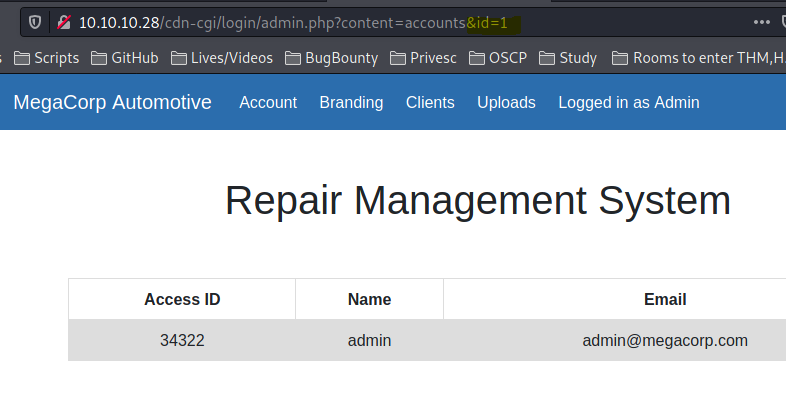 10.10.10.28/cdn-cgi/login/admin.php?content=accounts&id=1
Scripts GitHub Lives/Videos BugBounty Privesc OSCP Study Rooms to enter THM,H
MegaCorp Automotive Account Branding Clients Uploads Logged in as Admin
Repair Management System
Access ID Name Email
34322 admin admin@megacorp.com